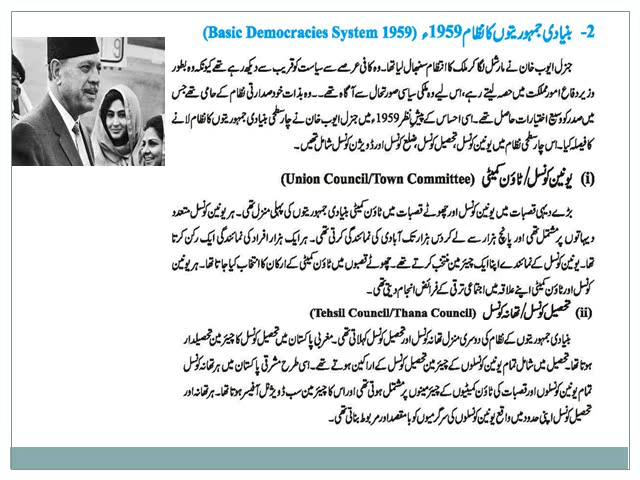 2- بنیادی جمہوریتوں کا نظام 1959ء (Basic Democracies System 1959)
جنرل ایوب خان نے مارشل لگا کر ملک کا انتظام سنبھال لیا تھا۔ وہ کافی عرصے سے سیاست کو قریب سے دیکھ رہے تھے کیونکہ وہ بطور
وزیر دفاع امور مملکت میں حصہ لیتے رہے، اس لیے وہ ملکی سیاسی صورتحال سے آگاہ تھے۔ ۔ وہ بذات خود صدارتی نظام کے حامی تھے جس
میں صدر کو وسیع اختیارات حاصل تھے۔ اسی احساس کے پیش نظر 1959ء میں جنرل ایوب خان نے چار سطحی بنیادی جمہوریتوں کا نظام لانے
کا فیصلہ کیا۔ اس چار سطحی نظام میں یونین کونسل، تحصیل کونسل، ضلع کونسل اور ڈویژن کونسل شامل تھیں۔
(i) یونین کونسل/ٹاؤن کمیٹی (Union Council/Town Committee)
بڑے دیہی قصبات میں یونین کونسل اور چھوٹے قصبات میں ٹاؤن کمیٹی بنیادی جمہوریتوں کی پہلی منزل تھی۔ ہر یونین کونسل متعدد
دیہاتوں پر مشتمل تھی اور پانچ ہزار سے لے کر دس ہزار تک آبادی کی نمائندگی کرتی تھی۔ ہر ایک ہزار افراد کی نمائندگی ایک رکن کرتا
تھا۔ یونین کونسل کے نمائندے اپنا ایک چیئرمین منتخب کرتے تھے۔ چھوٹے قصبوں میں ٹاؤن کمیٹی کے ارکان کا انتخاب کیا جاتا تھا۔ ہر یونین
کونسل اور ٹاؤن کمیٹی اپنے علاقہ میں اجتماعی ترقی کے فرائض انجام دیتی تھی۔
(ii) تحصیل کونسل/تھانہ کونسل (Tehsil Council/Thana Council)
بنیادی جمہوریتوں کے نظام کی دوسری منزل تھانہ کونسل اور تحصیل کونسل کہلاتی تھی۔ مغربی پاکستان میں تحصیل کونسل کا چیئرمین تحصیلدار
ہوتا تھا۔ تحصیل میں شامل تمام یونین کونسلوں کے چیئرمین تحصیل کونسل کے اراکین ہوتے تھے۔ اسی طرح مشرقی پاکستان میں ہر تھانہ کونسل
تمام یونین کونسلوں اور قصبات کی ٹاؤن کمیٹیوں کے چیئرمینوں پر مشتمل ہوتی تھی اور اس کا چیئرمین سب ڈویژنل آفیسر ہوتا تھا۔ ہر تھانہ اور
تحصیل کونسل اپنی حدود میں واقع یونین کونسلوں کی سرگرمیوں کو بامقصد اور مربوط بناتی تھی۔